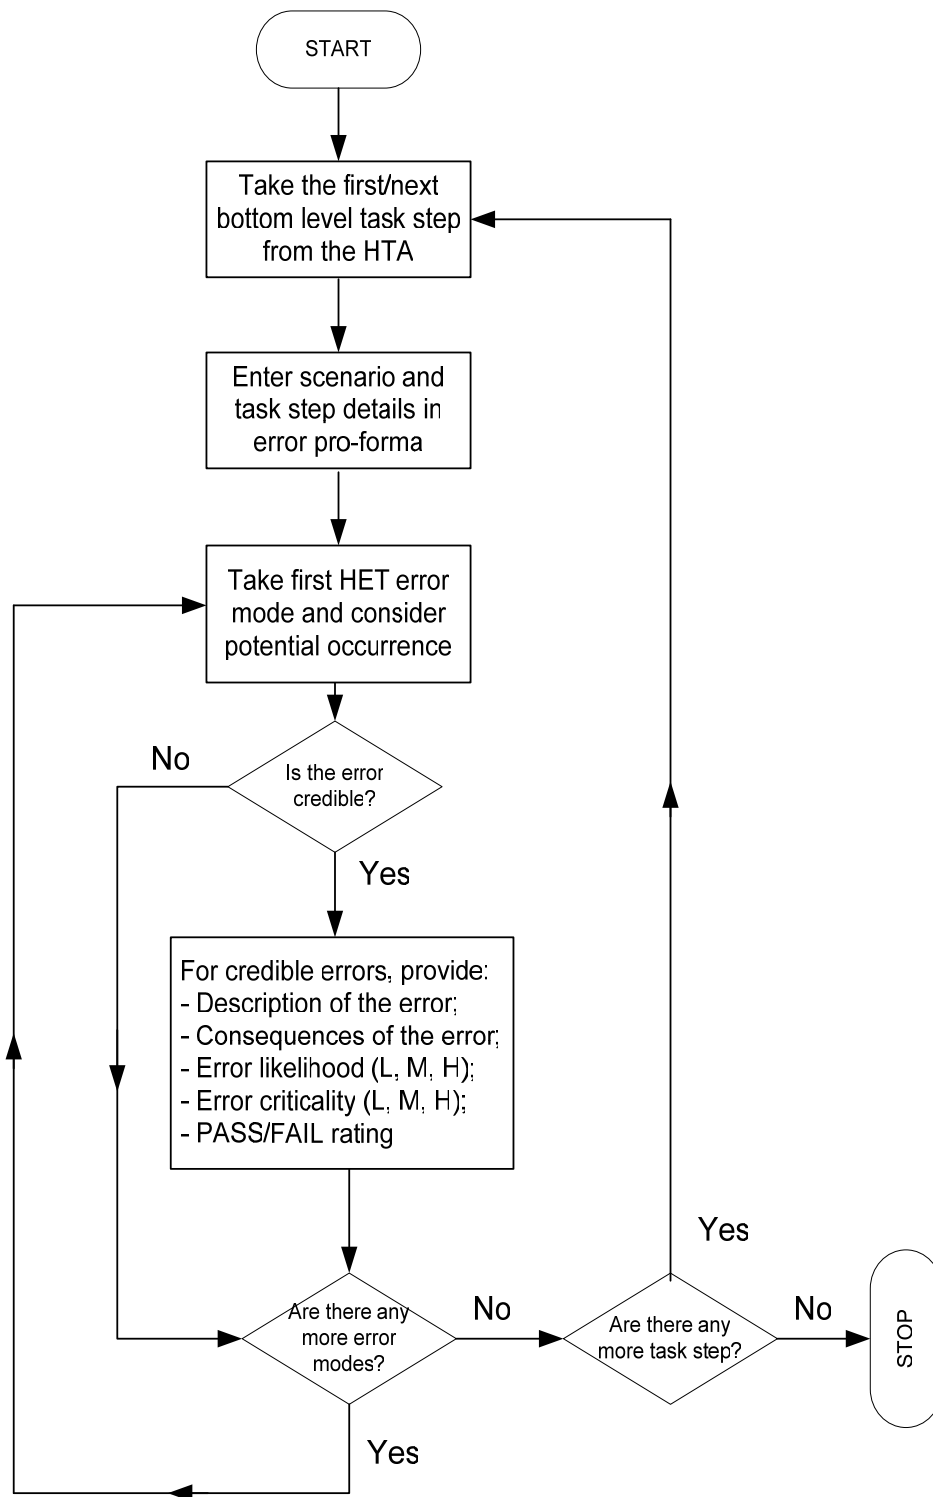 START
Take the first/next
bottom level task step
from the HTA
Enter scenario and
task step details in
error pro-forma
Take first HET error
mode and consider
potential occurrence
No
Is the error
credible?
Yes
For credible errors, provide:
- Description of the error;
- Consequences of the error;
- Error likelihood (L, M, H);
- Error criticality (L, M, H);
- PASS/FAIL rating
Yes
Are there any
more error
modes?
No
Are there any
more task step?
No
STOP
Yes